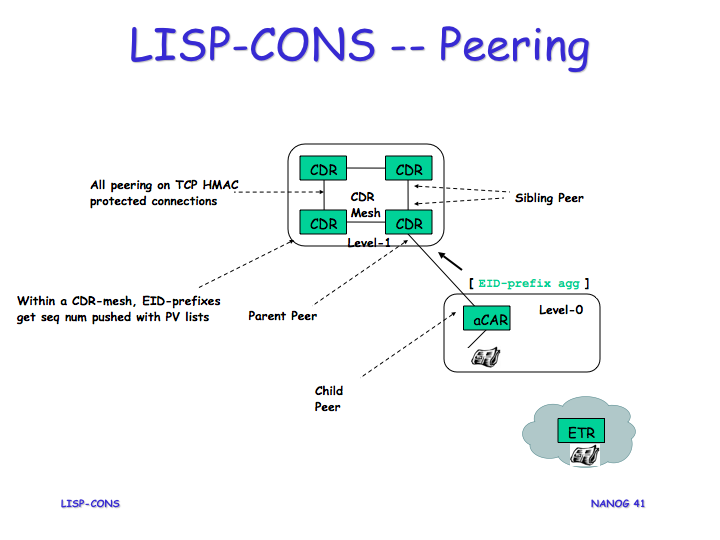 LISP-CONS -- Peering
CDR
CDR
All peering on TCP HMAC
protected connections
CDR
Mesh
Sibling Peer
CDR
CDR
Level-1
[ EID-prefix agg ]
Within a CDR-mesh, EID-prefixes
get seq num pushed with PV lists
Parent Peer
aCAR
Level-0
Child
Peer
ETR
LISP-CONS
NANOG 41